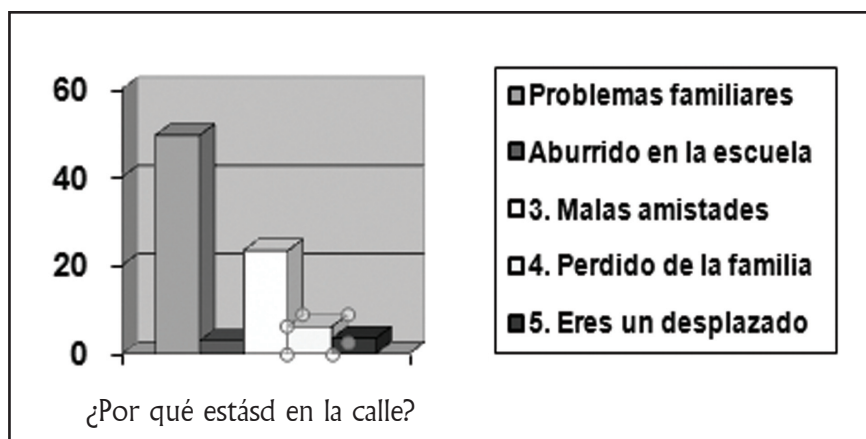 60
40
20
0
Problemas familiares
Aburrido en la escuela
3. Malas amistades
4. Perdido de la familia
5. Eres un desplazado
¿Por qué estásd en la calle?